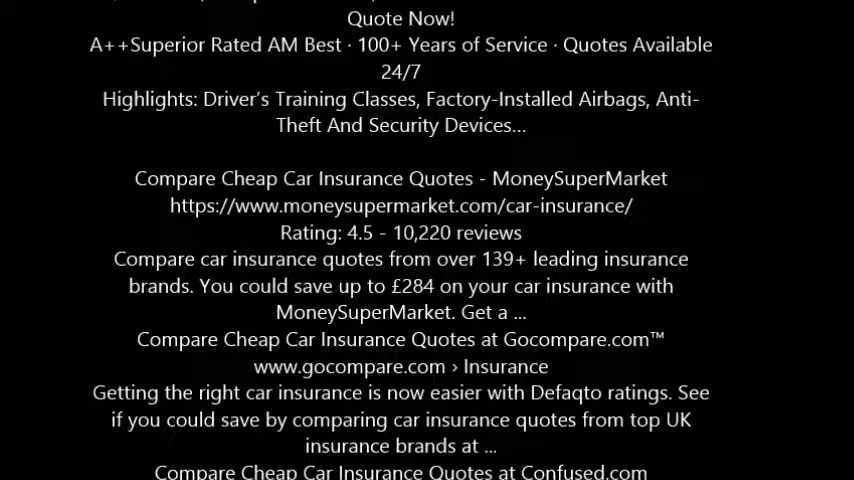 Quote Now!
A++Superior Rated AM Best · 100+ Years of Service · Quotes Available
24/7
Highlights: Driver’s Training Classes, Factory-Installed Airbags, Anti-
Theft And Security Devices…
Compare Cheap Car Insurance Quotes - MoneySuperMarket
https://www.moneysupermarket.com/car-insurance/
Rating: 4.5 - 10,220 reviews
Compare car insurance quotes from over 139+ leading insurance
brands. You could save up to £284 on your car insurance with
MoneySuperMarket. Get a ...
Compare Cheap Car Insurance Quotes at Gocompare.com™
www.gocompare.com › Insurance
Getting the right car insurance is now easier with Defaqto ratings. See
if you could save by comparing car insurance quotes from top UK
insurance brands at ...
Compare Cheap Car Insurance Quotes at Confused.com